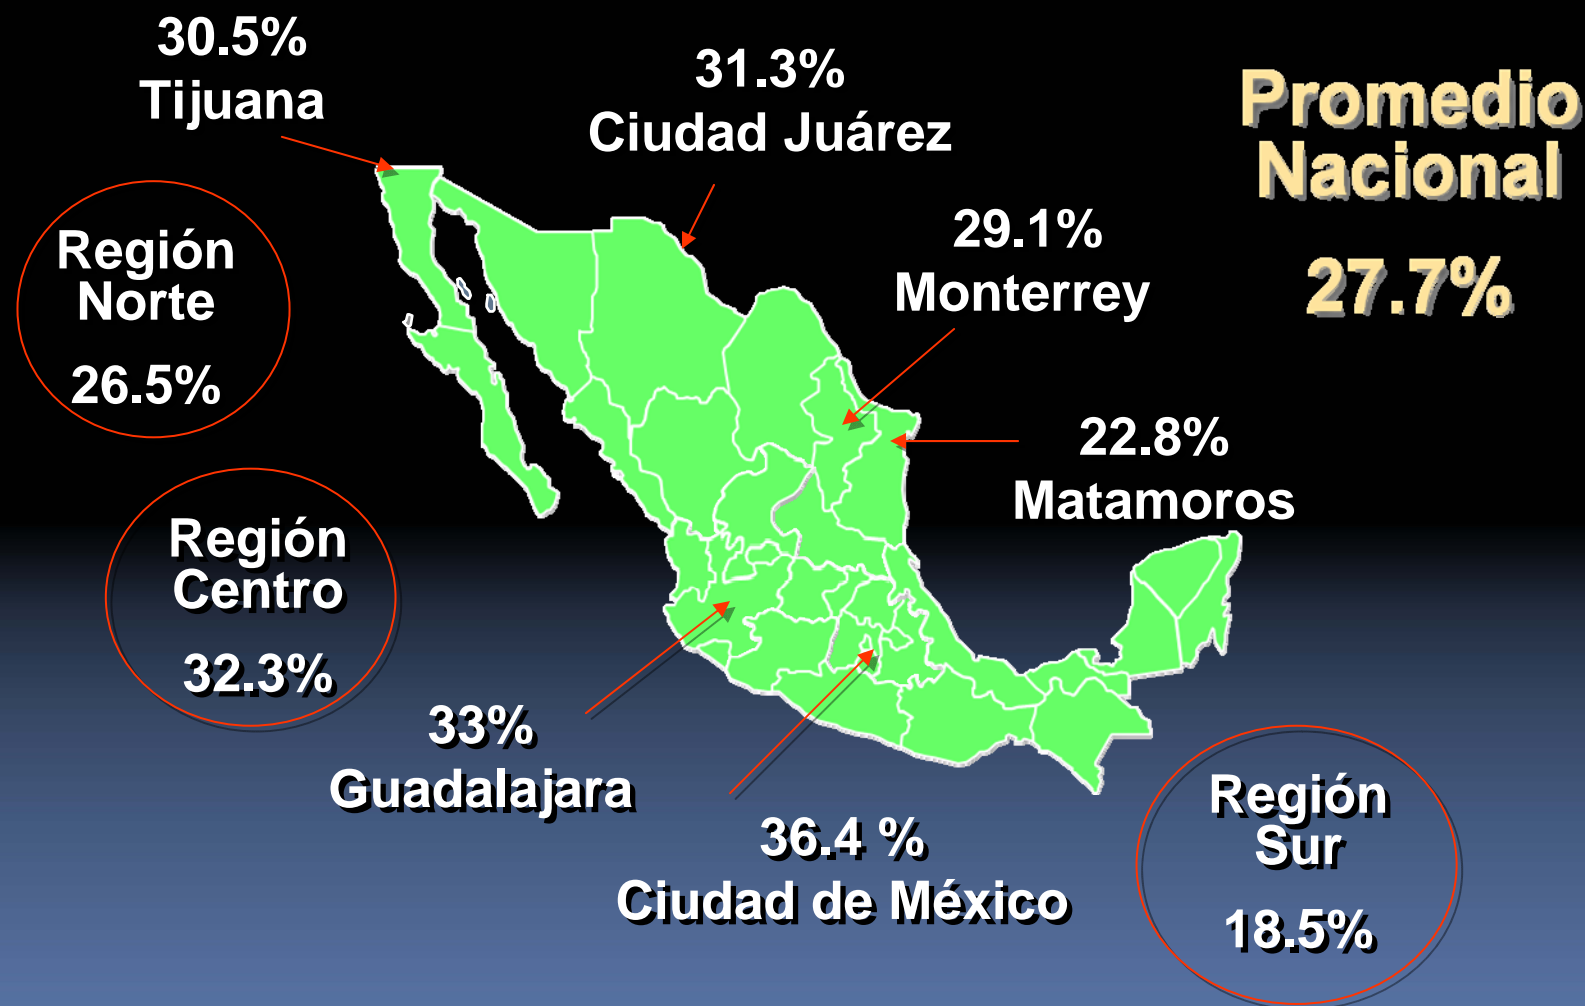 30.5%
Tijuana
31.3%
Ciudad Juárez
Promedio
Nacional
27.7%
Región
Norte
26.5%
29.1%
Monterrey
22.8%
Matamoros
Región
Centro
32.3%
33%
Guadalajara
36.4 %
Ciudad de México
Región
Sur
18.5%